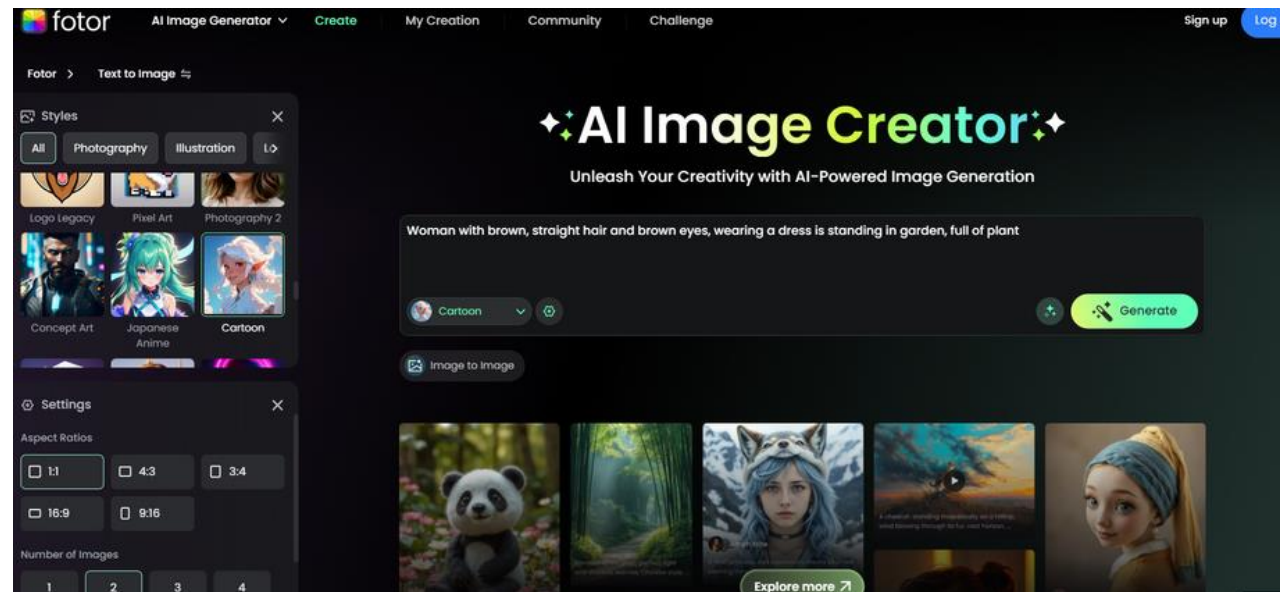 fotor AI Image Generator Create My Creation Community Challenge Sign up Log
Fotor > Text to Image
Styles
All Photography Illustration Lo
Logo Legacy Pixel Art Photography 2
Concept Art Japanese Anime Cartoon
Settings
Aspect Ratios
1:1 4:3 3:4
16:9 9:16
Number of Images
1 2 3 4
AI Image Creator
Unleash Your Creativity with AI-Powered Image Generation
Woman with brown, straight hair and brown eyes, wearing a dress is standing in garden, full of plant
Cartoon Generate
Image to Image
Explore more